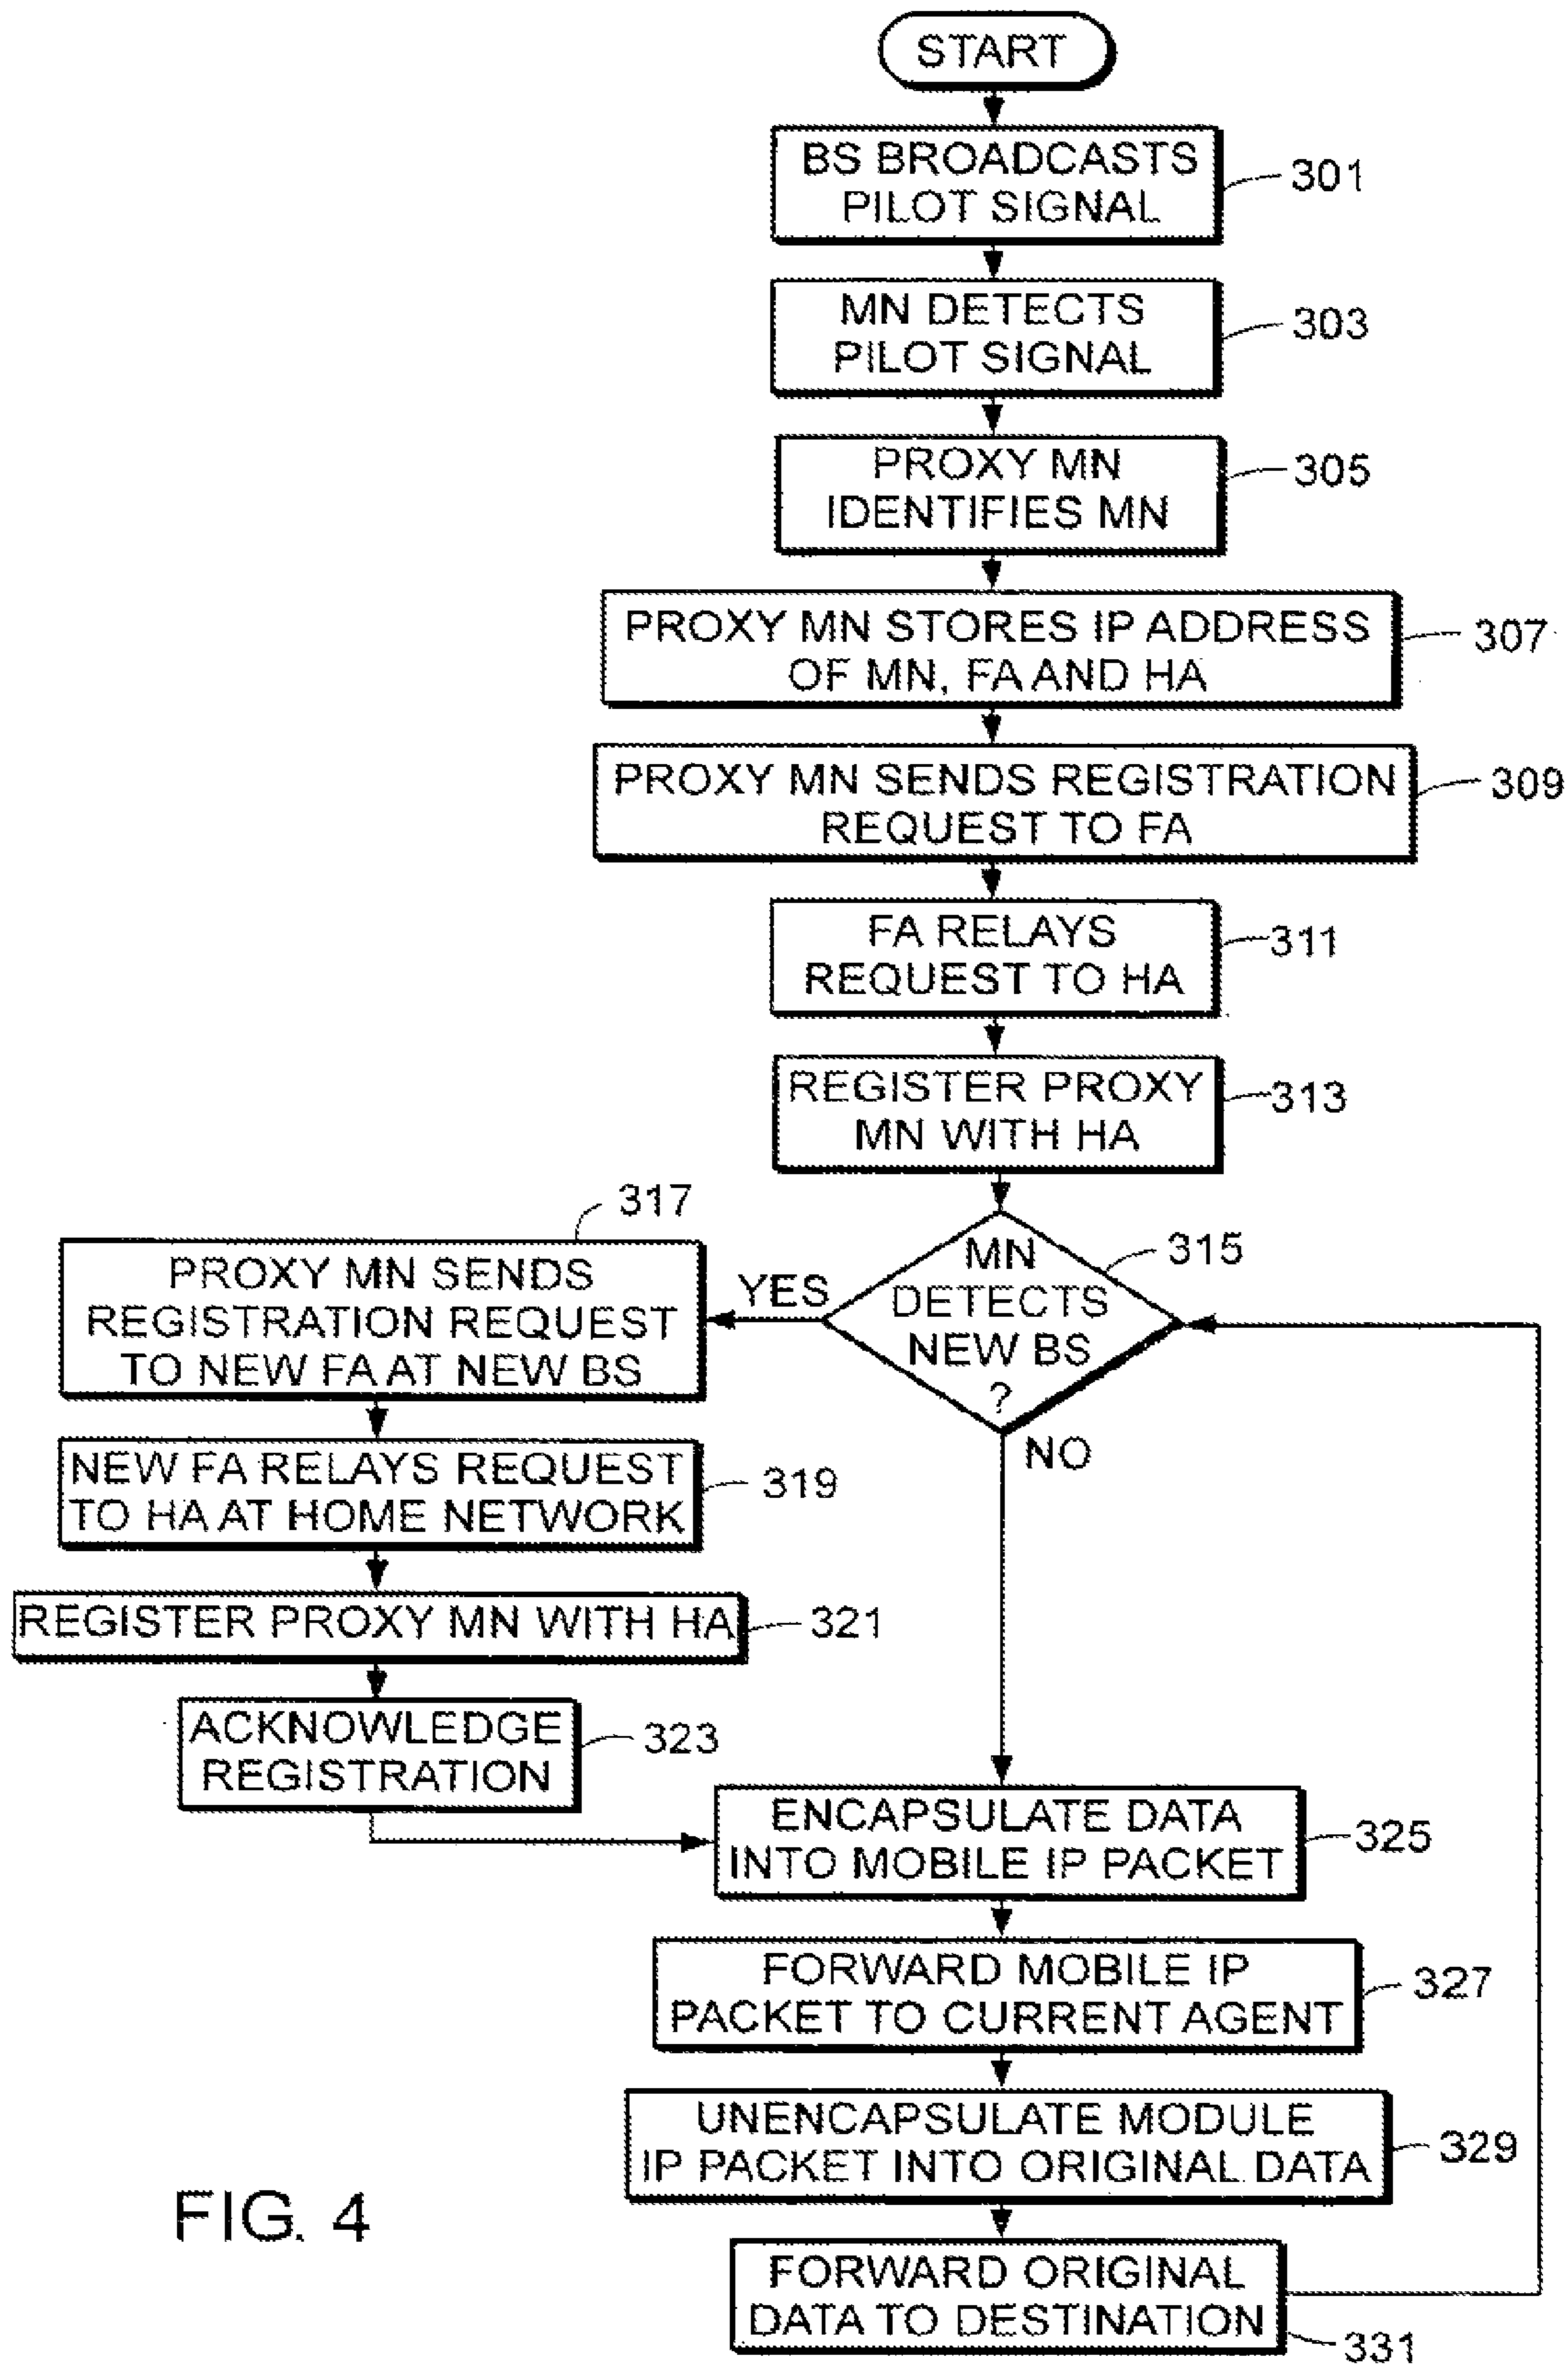 START
BS BROADCASTS
PILOT SIGNAL
301
MN DETECTS
PILOT SIGNAL
303
PROXY MN
IDENTIFIES MN
305
PROXY MN STORES IP ADDRESS
OF MN, FA AND HA
307
PROXY MN SENDS REGISTRATION
REQUEST TO FA
309
FA RELAYS
REQUEST TO HA
311
REGISTER PROXY
MN WITH HA
313
MN
DETECTS
NEW BS
?
315
YES
NO
317
PROXY MN SENDS
REGISTRATION REQUEST
TO NEW FA AT NEW BS
NEW FA RELAYS REQUEST
TO HA AT HOME NETWORK
319
REGISTER PROXY MN WITH HA
321
ACKNOWLEDGE
REGISTRATION
323
ENCAPSULATE DATA
INTO MOBILE IP PACKET
325
FORWARD MOBILE IP
PACKET TO CURRENT AGENT
327
UNENCAPSULATE MODULE
IP PACKET INTO ORIGINAL DATA
329
FORWARD ORIGINAL
DATA TO DESTINATION
331
FIG. 4